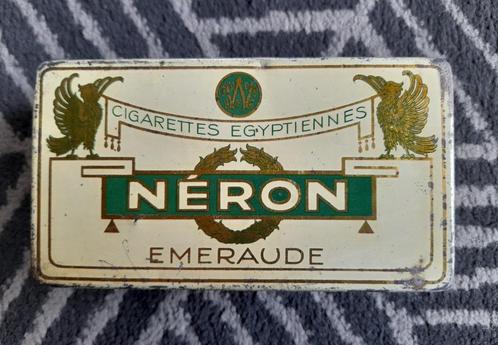 W
CIGARETTES EGYPTIENNES
NÉRON
EMERAUDE